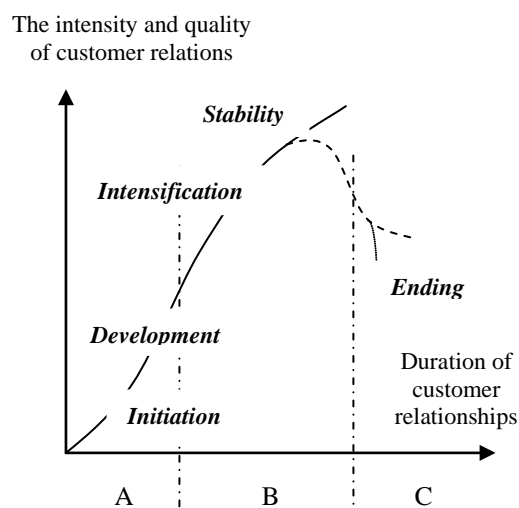 The intensity and quality
of customer relations
Stability
Intensification
Ending
Development
Duration of
customer
relationships
Initiation
A B C